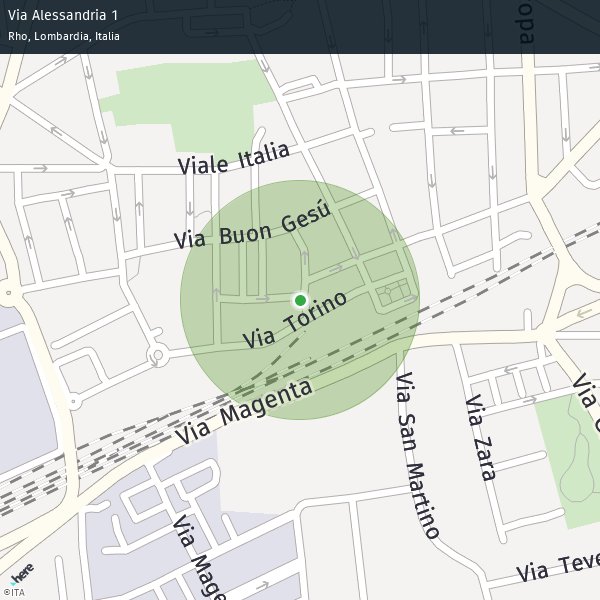 Via Alessandria 1
Rho, Lombardia, Italia
opa
Viale Italia
Via Buon Gesú
Via Torino
Via Magenta
Via San Martino
Via Zara
Via G
Via Mage
Via Teve
here
©ITA